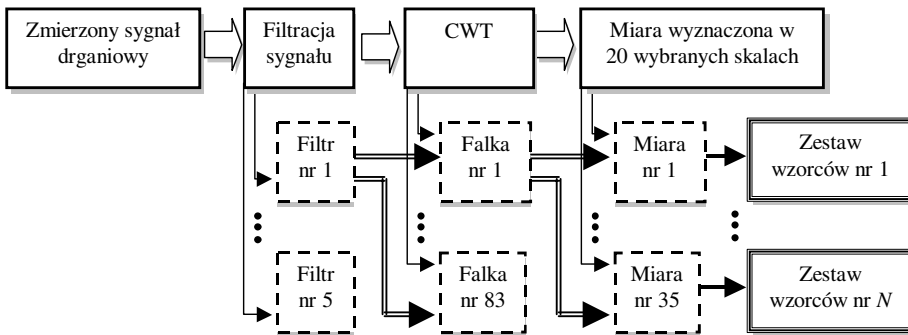 Zmierzony sygnał
drganiowy
Filtracja
sygnału
CWT
Miara wyznaczona w
20 wybranych skalach
Filtr
nr 1
Falka
nr 1
Miara
nr 1
Zestaw
wzorców nr 1
Filtr
nr 5
Falka
nr 83
Miara
nr 35
Zestaw
wzorców nr N